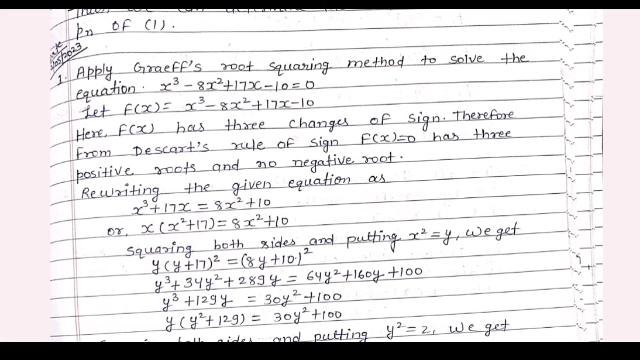 pn OF (1).
1. Apply Graeff's root squaring method to solve the
equation. x³ - 8x² + 17x - 10 = 0
Let F(x) = x³ - 8x² + 17x - 10
Here, F(x) has three changes of sign. Therefore
from Descart's rule of sign F(x)=0 has three
positive roots and no negative root.
Rewriting the given equation as
x³ + 17x = 8x² + 10
or, x(x² + 17) = 8x² + 10
Squaring both sides and putting x² = y, we get
y(y + 17)² = (8y + 10)²
y³ + 34y² + 289y = 64y² + 160y + 100
y³ + 129y = 30y² + 100
y(y² + 129) = 30y² + 100
both sides and putting y² = z, we get